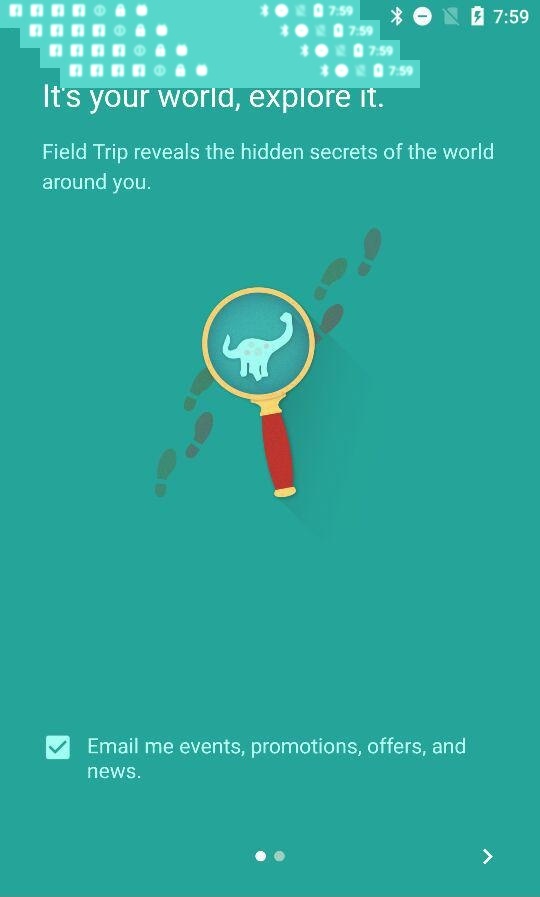 7:59
7:59
7:59
7:59
7:59
It's your world, explore it.
Field Trip reveals the hidden secrets of the world
around you.
Email me events, promotions, offers, and
news.